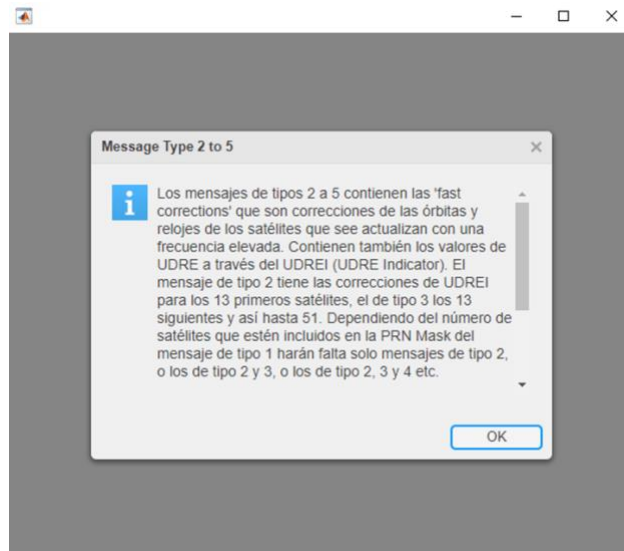 Message Type 2 to 5
Los mensajes de tipos 2 a 5 contienen las 'fast
corrections' que son correcciones de las órbitas y
relojes de los satélites que see actualizan con una
frecuencia elevada. Contienen también los valores de
UDRE a través del UDREI (UDRE Indicator). El
mensaje de tipo 2 tiene las correcciones de UDREI
para los 13 primeros satélites, el de tipo 3 los 13
siguientes y así hasta 51. Dependiendo del número de
satélites que estén incluidos en la PRN Mask del
mensaje de tipo 1 harán falta solo mensajes de tipo 2,
o los de tipo 2 y 3, o los de tipo 2, 3 y 4 etc.
OK